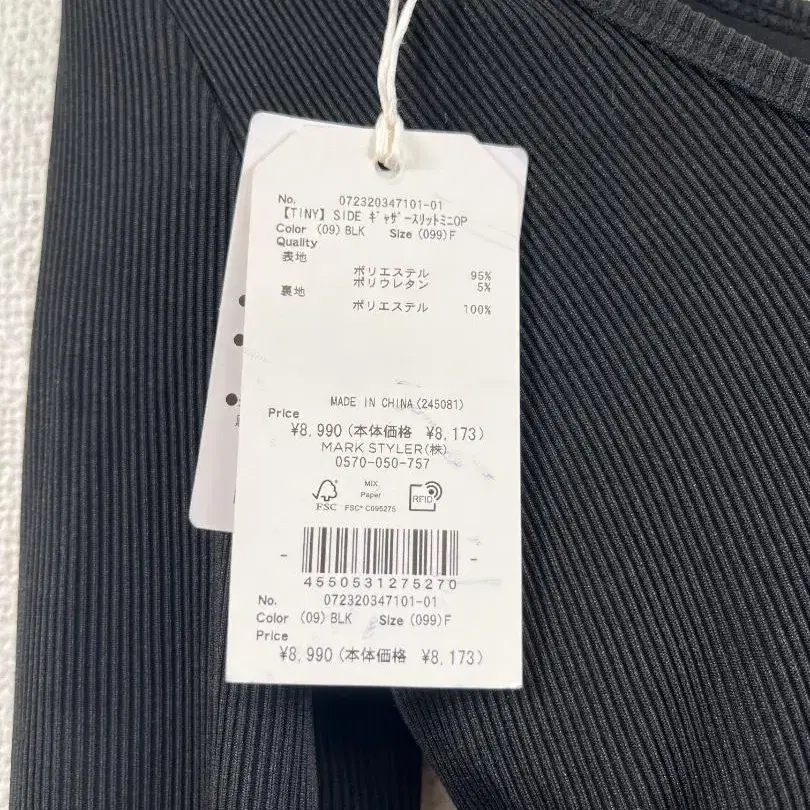 No. 072320347101-01
【TINY】SIDE ｷﾞｬｻﾞｰｽﾘｯﾄﾐﾆOP
Color (09) BLK Size (099) F
Quality
表地
ポリエステル 95%
ポリウレタン 5%
裏地
ポリエステル 100%
MADE IN CHINA (245081)
Price
¥8,990 (本体価格 ¥8,173)
MARK STYLER(株)
0570-050-757
FSC
MIX
Paper
FSC® C095275
RFID
4550531275270
No. 072320347101-01
Color (09) BLK Size (099) F
Price
¥8,990 (本体価格 ¥8,173)